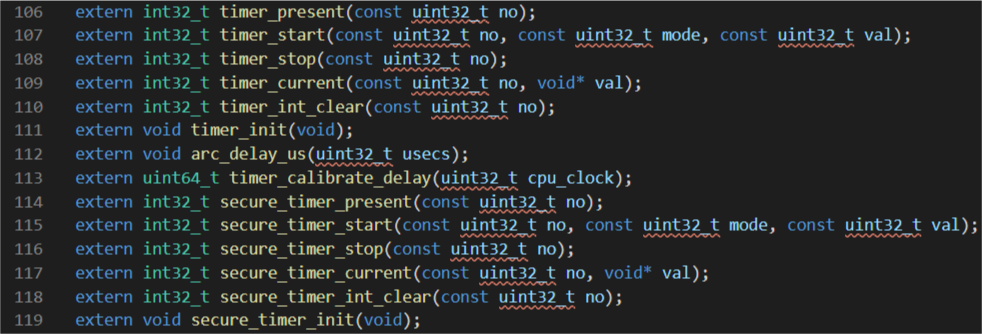 106 extern int32_t timer_present(const uint32_t no);
107 extern int32_t timer_start(const uint32_t no, const uint32_t mode, const uint32_t val);
108 extern int32_t timer_stop(const uint32_t no);
109 extern int32_t timer_current(const uint32_t no, void* val);
110 extern int32_t timer_int_clear(const uint32_t no);
111 extern void timer_init(void);
112 extern void arc_delay_us(uint32_t usecs);
113 extern uint64_t timer_calibrate_delay(uint32_t cpu_clock);
114 extern int32_t secure_timer_present(const uint32_t no);
115 extern int32_t secure_timer_start(const uint32_t no, const uint32_t mode, const uint32_t val);
116 extern int32_t secure_timer_stop(const uint32_t no);
117 extern int32_t secure_timer_current(const uint32_t no, void* val);
118 extern int32_t secure_timer_int_clear(const uint32_t no);
119 extern void secure_timer_init(void);